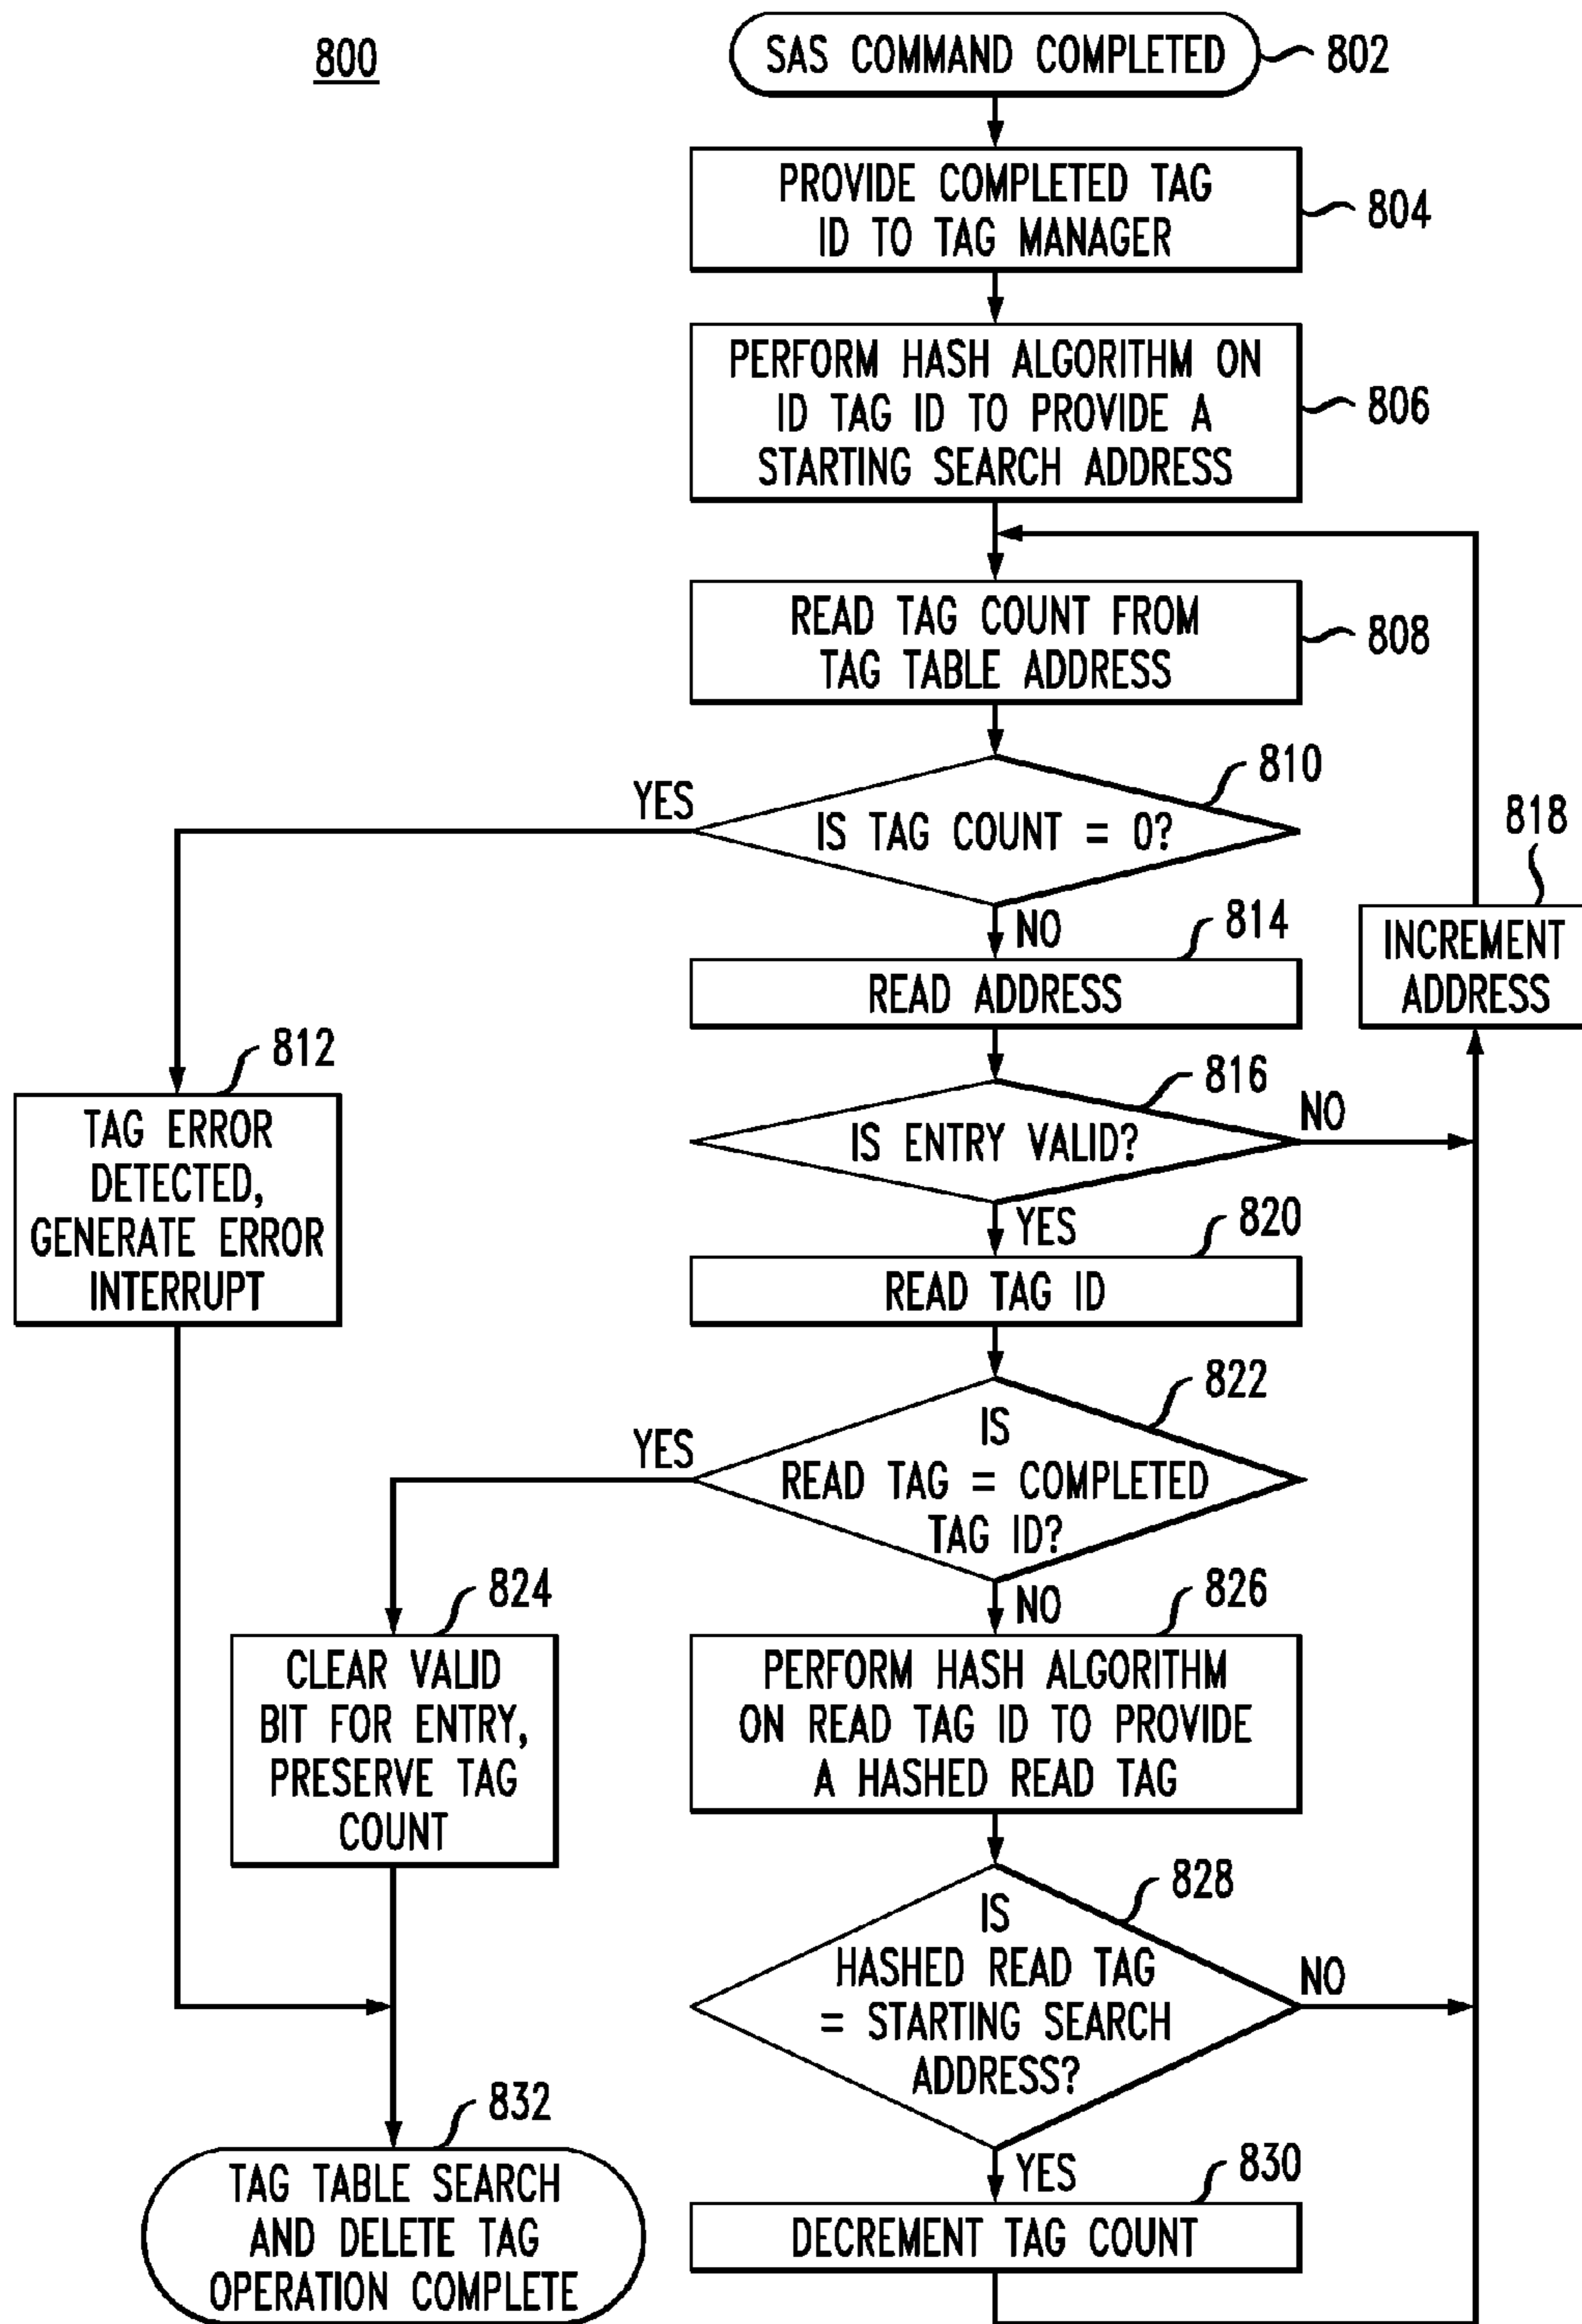 800
SAS COMMAND COMPLETED
802
PROVIDE COMPLETED TAG
ID TO TAG MANAGER
804
PERFORM HASH ALGORITHM ON
ID TAG ID TO PROVIDE A
STARTING SEARCH ADDRESS
806
READ TAG COUNT FROM
TAG TABLE ADDRESS
808
IS TAG COUNT = 0?
810
YES
NO
812
TAG ERROR
DETECTED,
GENERATE ERROR
INTERRUPT
READ ADDRESS
814
IS ENTRY VALID?
816
NO
YES
818
INCREMENT
ADDRESS
READ TAG ID
820
IS
READ TAG = COMPLETED
TAG ID?
822
YES
NO
824
CLEAR VALID
BIT FOR ENTRY,
PRESERVE TAG
COUNT
826
PERFORM HASH ALGORITHM
ON READ TAG ID TO PROVIDE
A HASHED READ TAG
IS
HASHED READ TAG
= STARTING SEARCH
ADDRESS?
828
NO
YES
830
DECREMENT TAG COUNT
832
TAG TABLE SEARCH
AND DELETE TAG
OPERATION COMPLETE